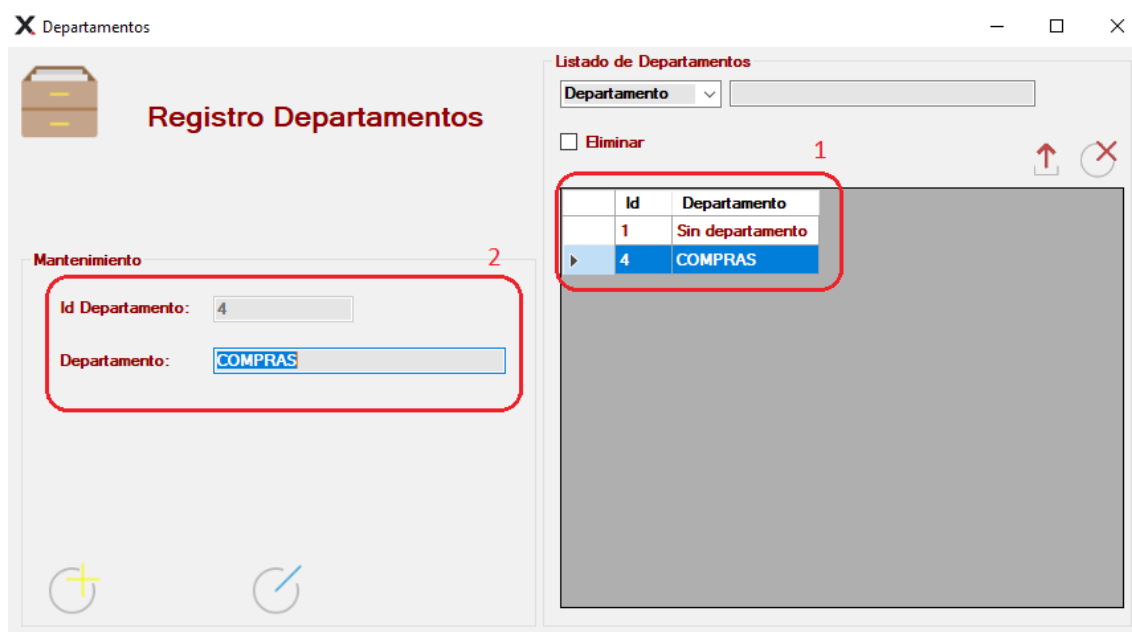 Departamentos
Registro Departamentos
Mantenimiento
2
Id Departamento: 4
Departamento: COMPRAS
Listado de Departamentos
Departamento
Eliminar
1
Id Departamento
1 Sin departamento
4 COMPRAS